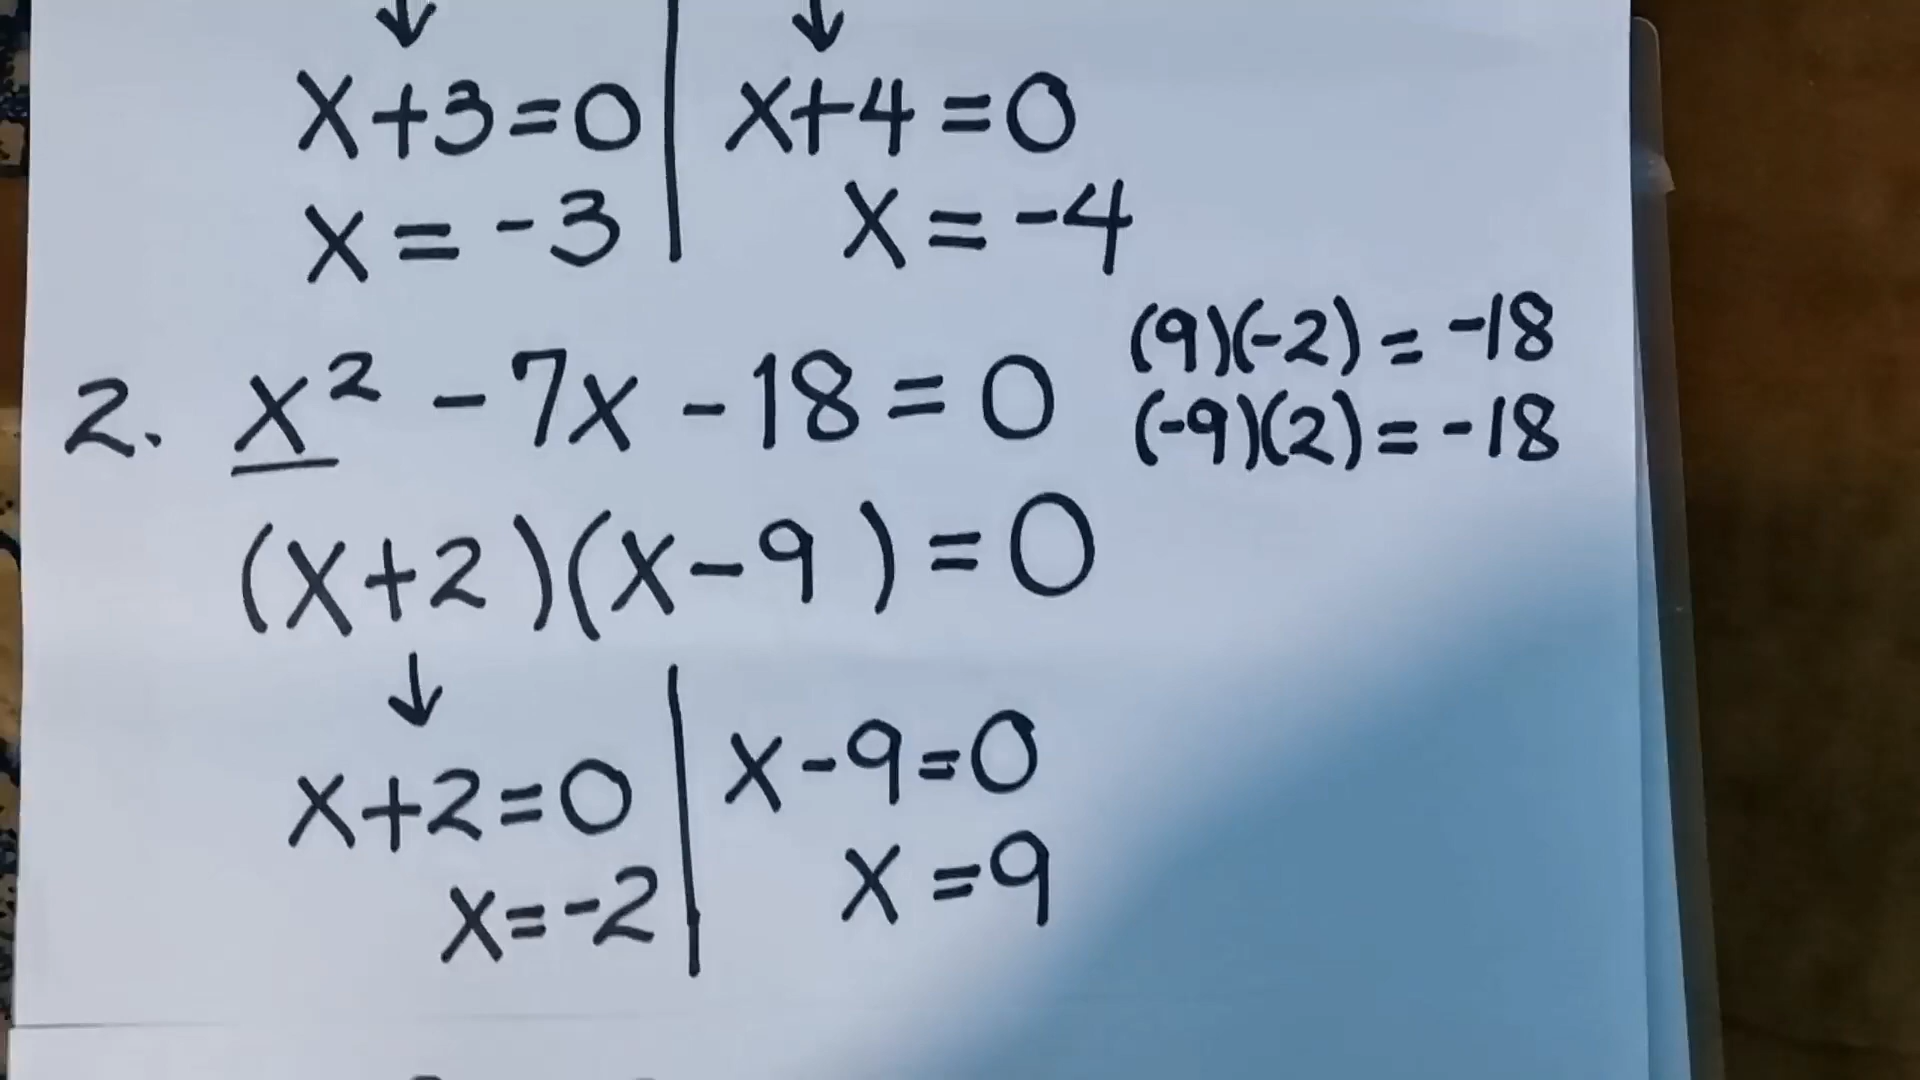 ↓ ↓
x+3=0 | x+4=0
x = -3 | x = -4
2. x² - 7x - 18 = 0 (9)(-2) = -18
(-9)(2) = -18
(x+2)(x-9) = 0
↓
x+2=0 | x-9=0
x=-2 | x=9